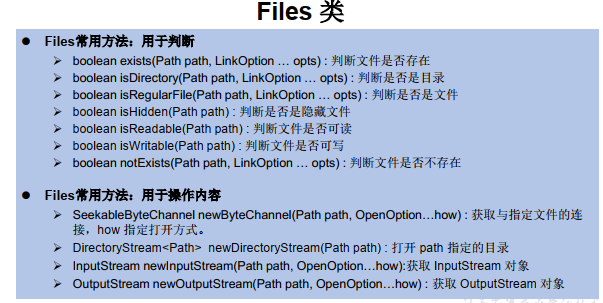 Files 类
Files常用方法：用于判断
boolean exists(Path path, LinkOption … opts) : 判断文件是否存在
boolean isDirectory(Path path, LinkOption … opts) : 判断是否是目录
boolean isRegularFile(Path path, LinkOption … opts) : 判断是否是文件
boolean isHidden(Path path) : 判断是否是隐藏文件
boolean isReadable(Path path) : 判断文件是否可读
boolean isWritable(Path path) : 判断文件是否可写
boolean notExists(Path path, LinkOption … opts) : 判断文件是否不存在
Files常用方法：用于操作内容
SeekableByteChannel newByteChannel(Path path, OpenOption…how) : 获取与指定文件的连
接，how 指定打开方式。
DirectoryStream<Path> newDirectoryStream(Path path) : 打开 path 指定的目录
InputStream newInputStream(Path path, OpenOption…how):获取 InputStream 对象
OutputStream newOutputStream(Path path, OpenOption…how) : 获取 OutputStream 对象